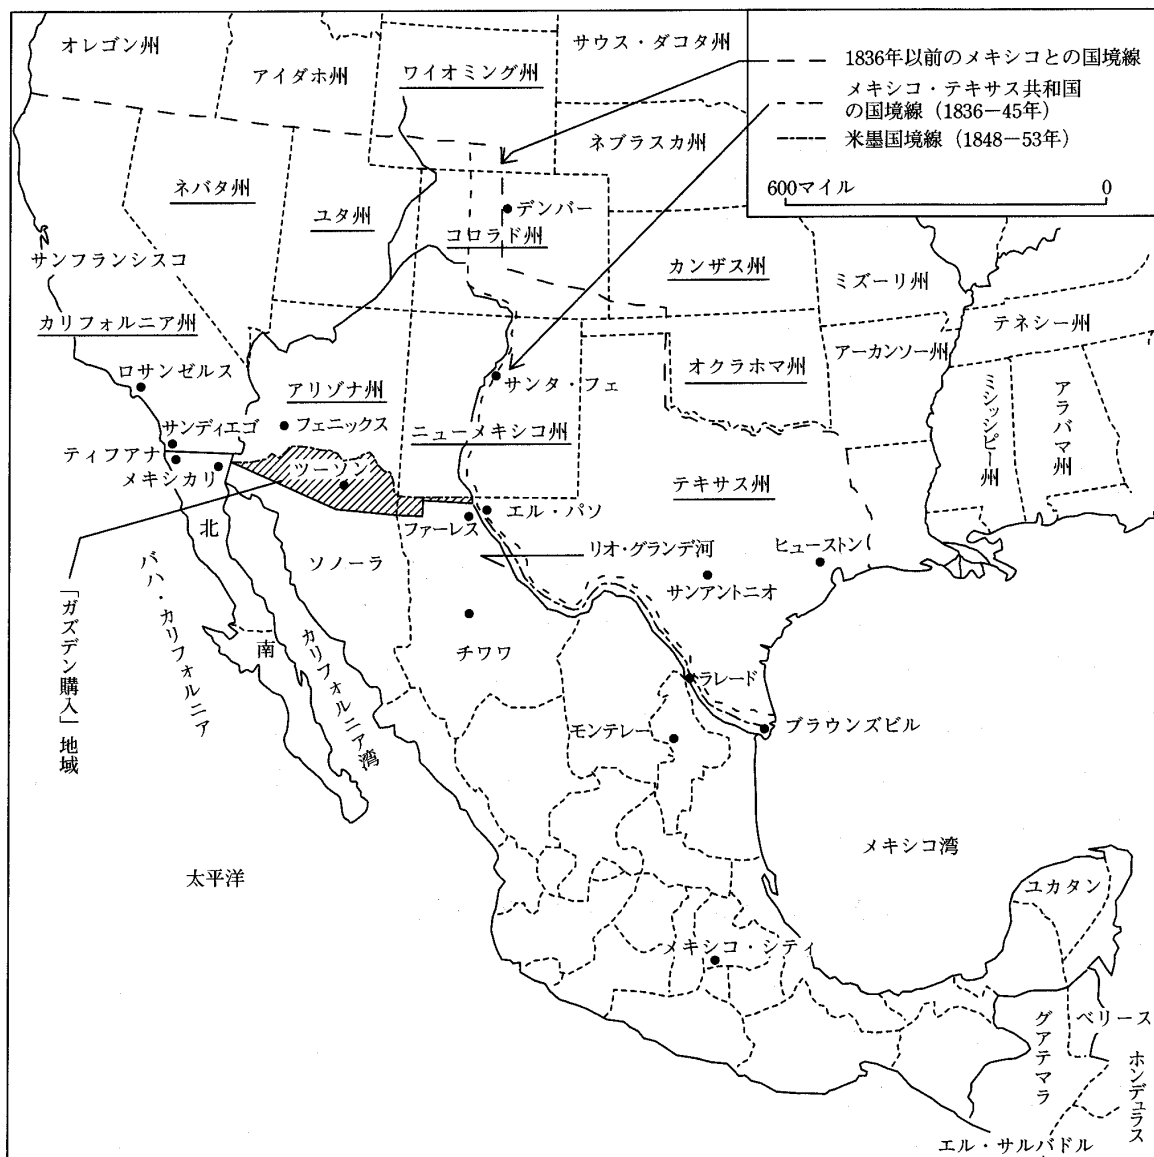 オレゴン州
アイダホ州
ワイオミング州
サウス・ダコタ州
1836年以前のメキシコとの国境線
メキシコ・テキサス共和国
の国境線（1836−45年）
米墨国境線（1848−53年）
600マイル
0
ネブラスカ州
ネバタ州
ユタ州
デンバー
コロラド州
サンフランシスコ
カンザス州
ミズーリ州
カリフォルニア州
テネシー州
アーカンソー州
ロサンゼルス
アリゾナ州
サンタ・フェ
オクラホマ州
ミシッシピー州
アラバマ州
サンディエゴ
フェニックス
ニューメキシコ州
ティフアナ
メキシカリ
ツーソン
テキサス州
エル・パソ
ファーレス
北
ソノーラ
リオ・グランデ河
ヒューストン
サンアントニオ
バハ・カリフォルニア
「ガズデン購入」地域
南
カリフォルニア湾
チワワ
ラレード
モンテレー
ブラウンズビル
メキシコ湾
太平洋
ユカタン
メキシコ・シティ
グアテマラ
ベリース
ホンデュラス
エル・サルバドル